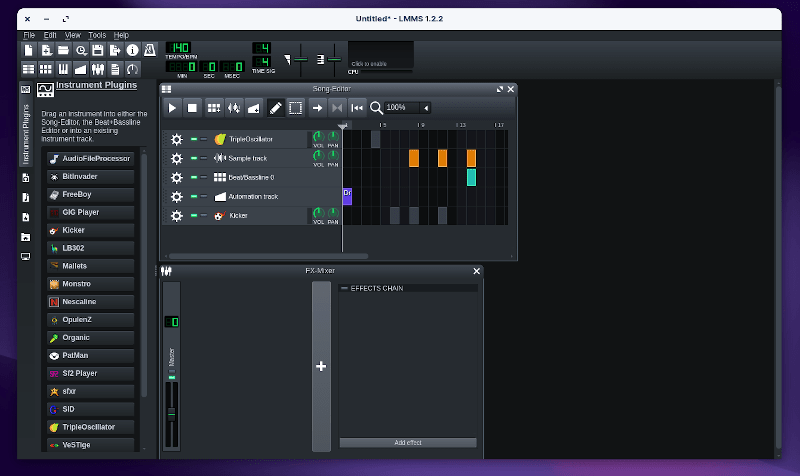 Untitled* - LMMS 1.2.2
File Edit View Tools Help
140
TEMPO/BPM
4
4
TIME SIG
0 0 0
MIN SEC MSEC
Click to enable
CPU
Instrument Plugins
Instrument Plugins
Drag an instrument into either the
Song-Editor, the Beat+Bassline
Editor or into an existing
instrument track.
AudioFileProcessor
BitInvader
FreeBoy
GIG Player
Kicker
LB302
Mallets
Monstro
Nescaline
OpulenZ
Organic
PatMan
Sf2 Player
sfxr
SID
TripleOscillator
VeSTige
Song-Editor
100%
5 9 13 17
TripleOscillator
VOL PAN
Sample track
VOL PAN
Beat/Bassline 0
Automation track
Dr
Kicker
VOL PAN
FX-Mixer
0
Master
EFFECTS CHAIN
Add effect